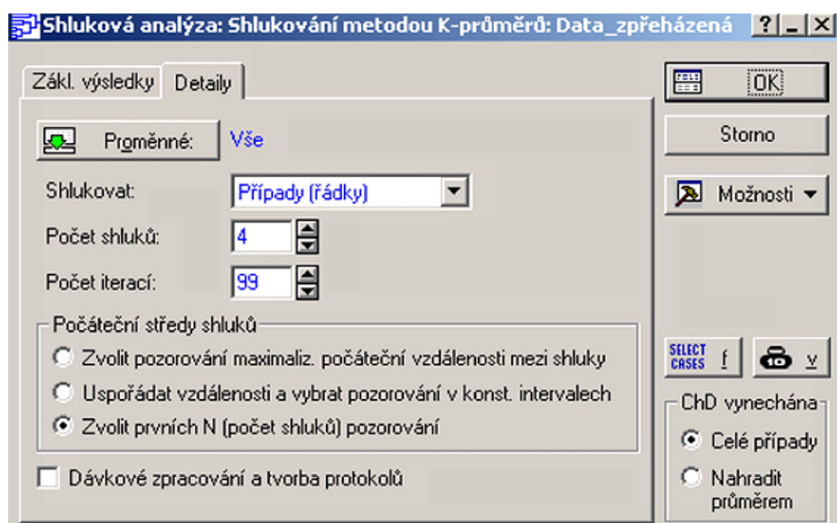 Shluková analýza: Shlukování metodou K-průměrů: Data_zpřeházená
Zákl. výsledky Detaily
OK
Proměnné: Vše
Storno
Shlukovat: Případy (řádky)
Možnosti
Počet shluků: 4
Počet iterací: 99
Počáteční středy shluků
Zvolit pozorování maximaliz. počáteční vzdálenosti mezi shluky
SELECT
CASES f 10 v
Uspořádat vzdálenosti a vybrat pozorování v konst. intervalech
ChD vynechána
Zvolit prvních N (počet shluků) pozorování
Celé případy
Dávkové zpracování a tvorba protokolů
Nahradit
průměrem